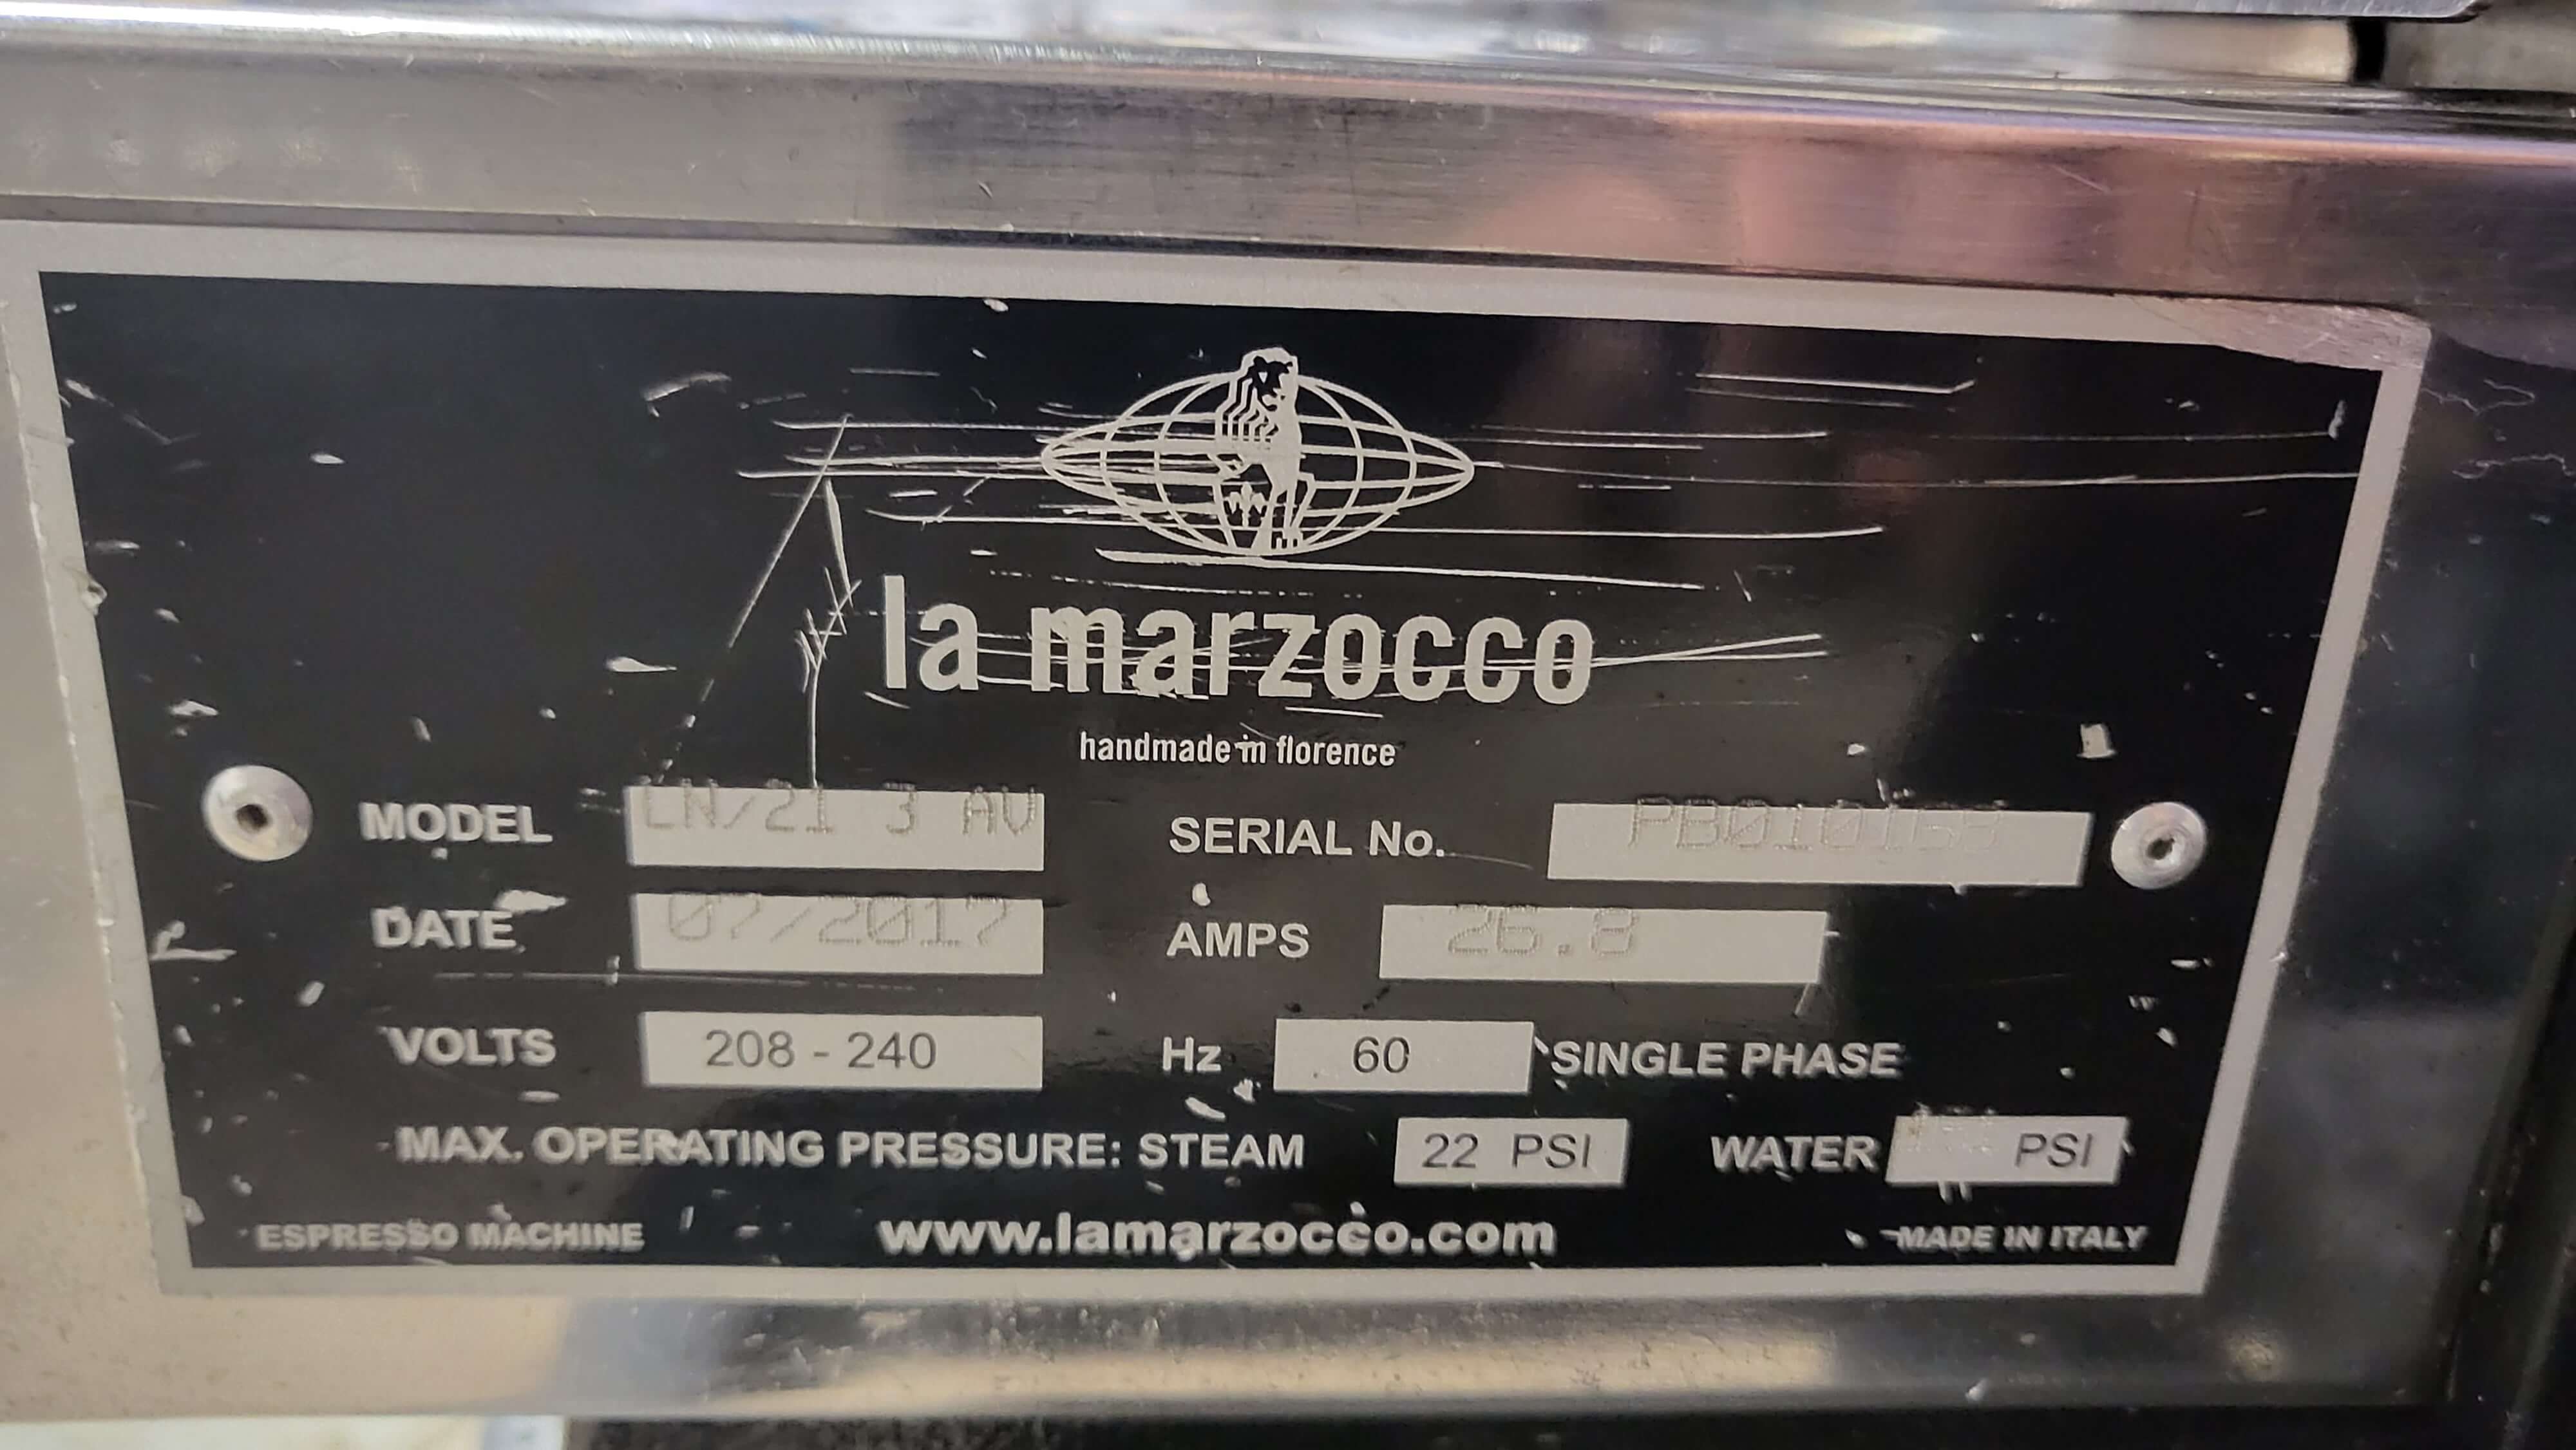 la marzocco
handmade in florence
MODEL LN/21 3 AV SERIAL No.
DATE 07/2017 AMPS 26.8
VOLTS 208 - 240 Hz 60 SINGLE PHASE
MAX. OPERATING PRESSURE: STEAM 22 PSI WATER PSI
ESPRESSO MACHINE www.lamarzocco.com MADE IN ITALY